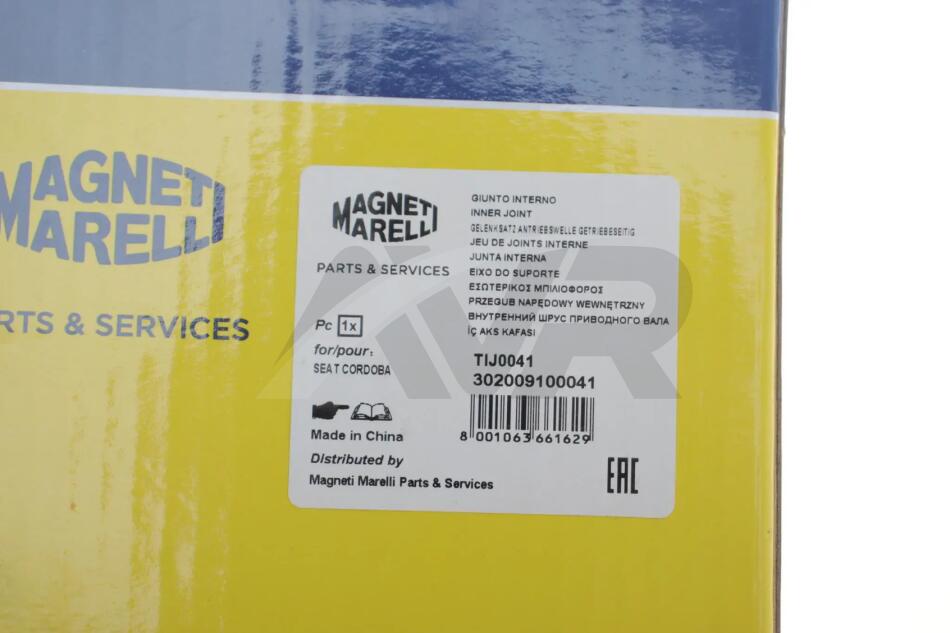 MAGNETI
MARELLI
RTS & SERVICES
MAGNETI
MARELLI
PARTS & SERVICES
Pc 1x
for/pour:
SEAT CORDOBA
Made in China
Distributed by
Magneti Marelli Parts & Services
GIUNTO INTERNO
INNER JOINT
GELENKSATZ ANTRIEBSWELLE GETRIEBESEITIG
JEU DE JOINTS INTERNE
JUNTA INTERNA
EIXO DO SUPORTE
ΕΣΩΤΕΡΙΚΟΣ ΜΠΙΛΙΟΦΟΡΟΣ
PRZEGUB NAPĘDOWY WEWNĘTRZNY
ВНУТРЕННИЙ ШРУС ПРИВОДНОГО ВАЛА
İÇ AKS KAFASI
TIJ0041
302009100041
8 001063 661629
EAC
AVR